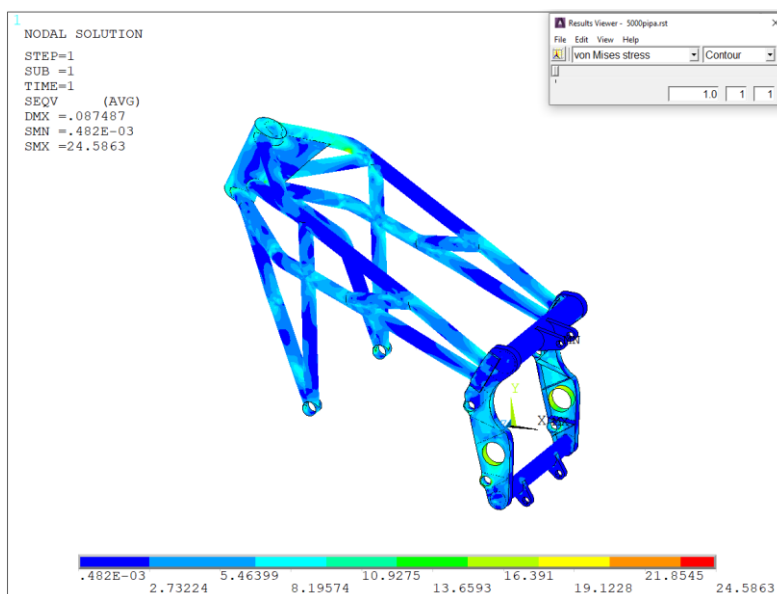 1
NODAL SOLUTION
STEP=1
SUB =1
TIME=1
SEQV (AVG)
DMX =.087487
SMN =.482E-03
SMX =24.5863
Results Viewer - 5000pipa.rst
File Edit View Help
von Mises stress Contour
1.0 1 1
Y
X
.482E-03 5.46399 10.9275 16.391 21.8545
2.73224 8.19574 13.6593 19.1228 24.5863